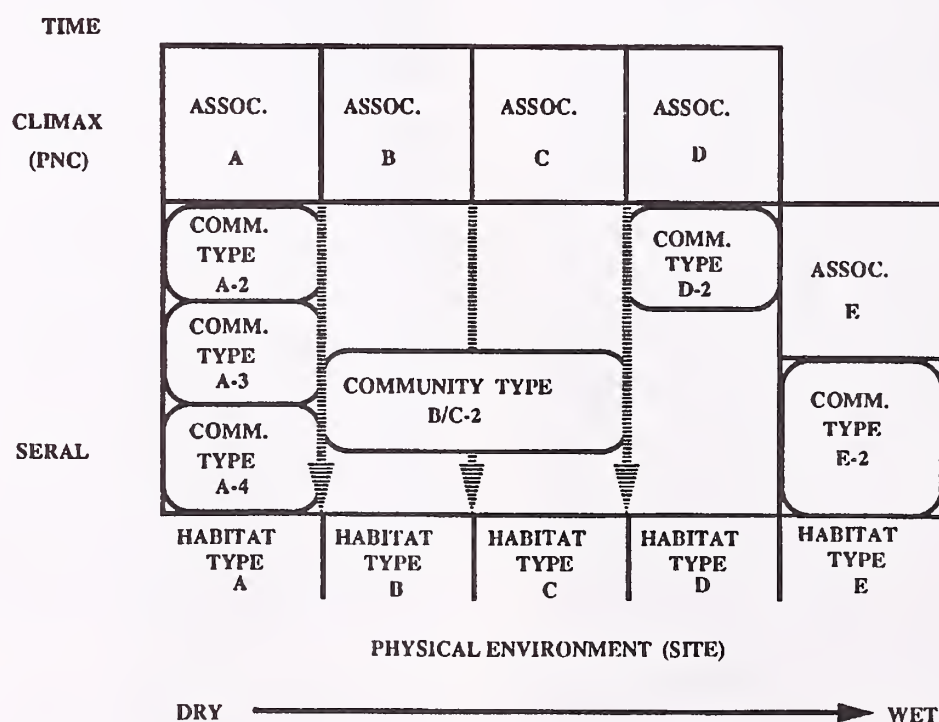 TIME
CLIMAX
(PNC)
ASSOC.
A
ASSOC.
B
ASSOC.
C
ASSOC.
D
COMM.
TYPE
A-2
COMM.
TYPE
D-2
ASSOC.
E
COMM.
TYPE
A-3
COMMUNITY TYPE
B/C-2
SERAL
COMM.
TYPE
A-4
COMM.
TYPE
E-2
HABITAT
TYPE
A
HABITAT
TYPE
B
HABITAT
TYPE
C
HABITAT
TYPE
D
HABITAT
TYPE
E
PHYSICAL ENVIRONMENT (SITE)
DRY
WET